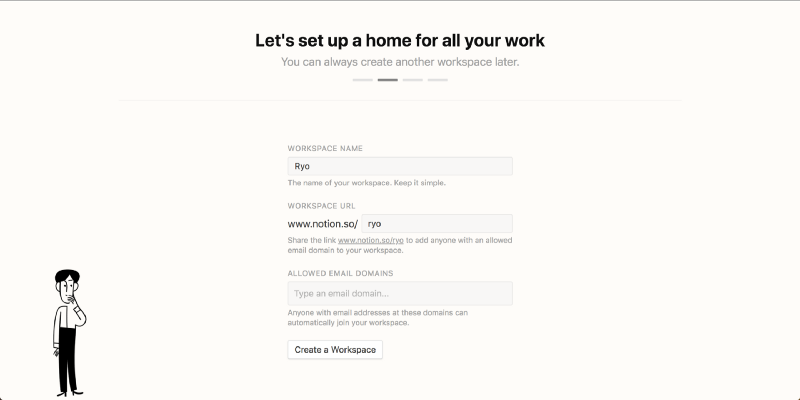 Let's set up a home for all your work
You can always create another workspace later.
WORKSPACE NAME
Ryo
The name of your workspace. Keep it simple.
WORKSPACE URL
www.notion.so/ ryo
Share the link www.notion.so/ryo to add anyone with an allowed
email domain to your workspace.
ALLOWED EMAIL DOMAINS
Type an email domain...
Anyone with email addresses at these domains can
automatically join your workspace.
Create a Workspace